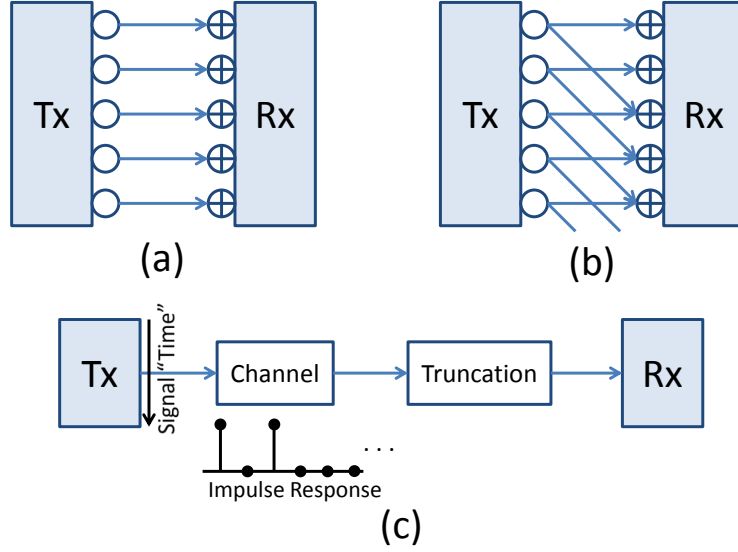 Tx
Rx
Tx
Rx
(a)
(b)
Tx
Signal "Time"
Channel
Truncation
Rx
. . .
Impulse Response
(c)